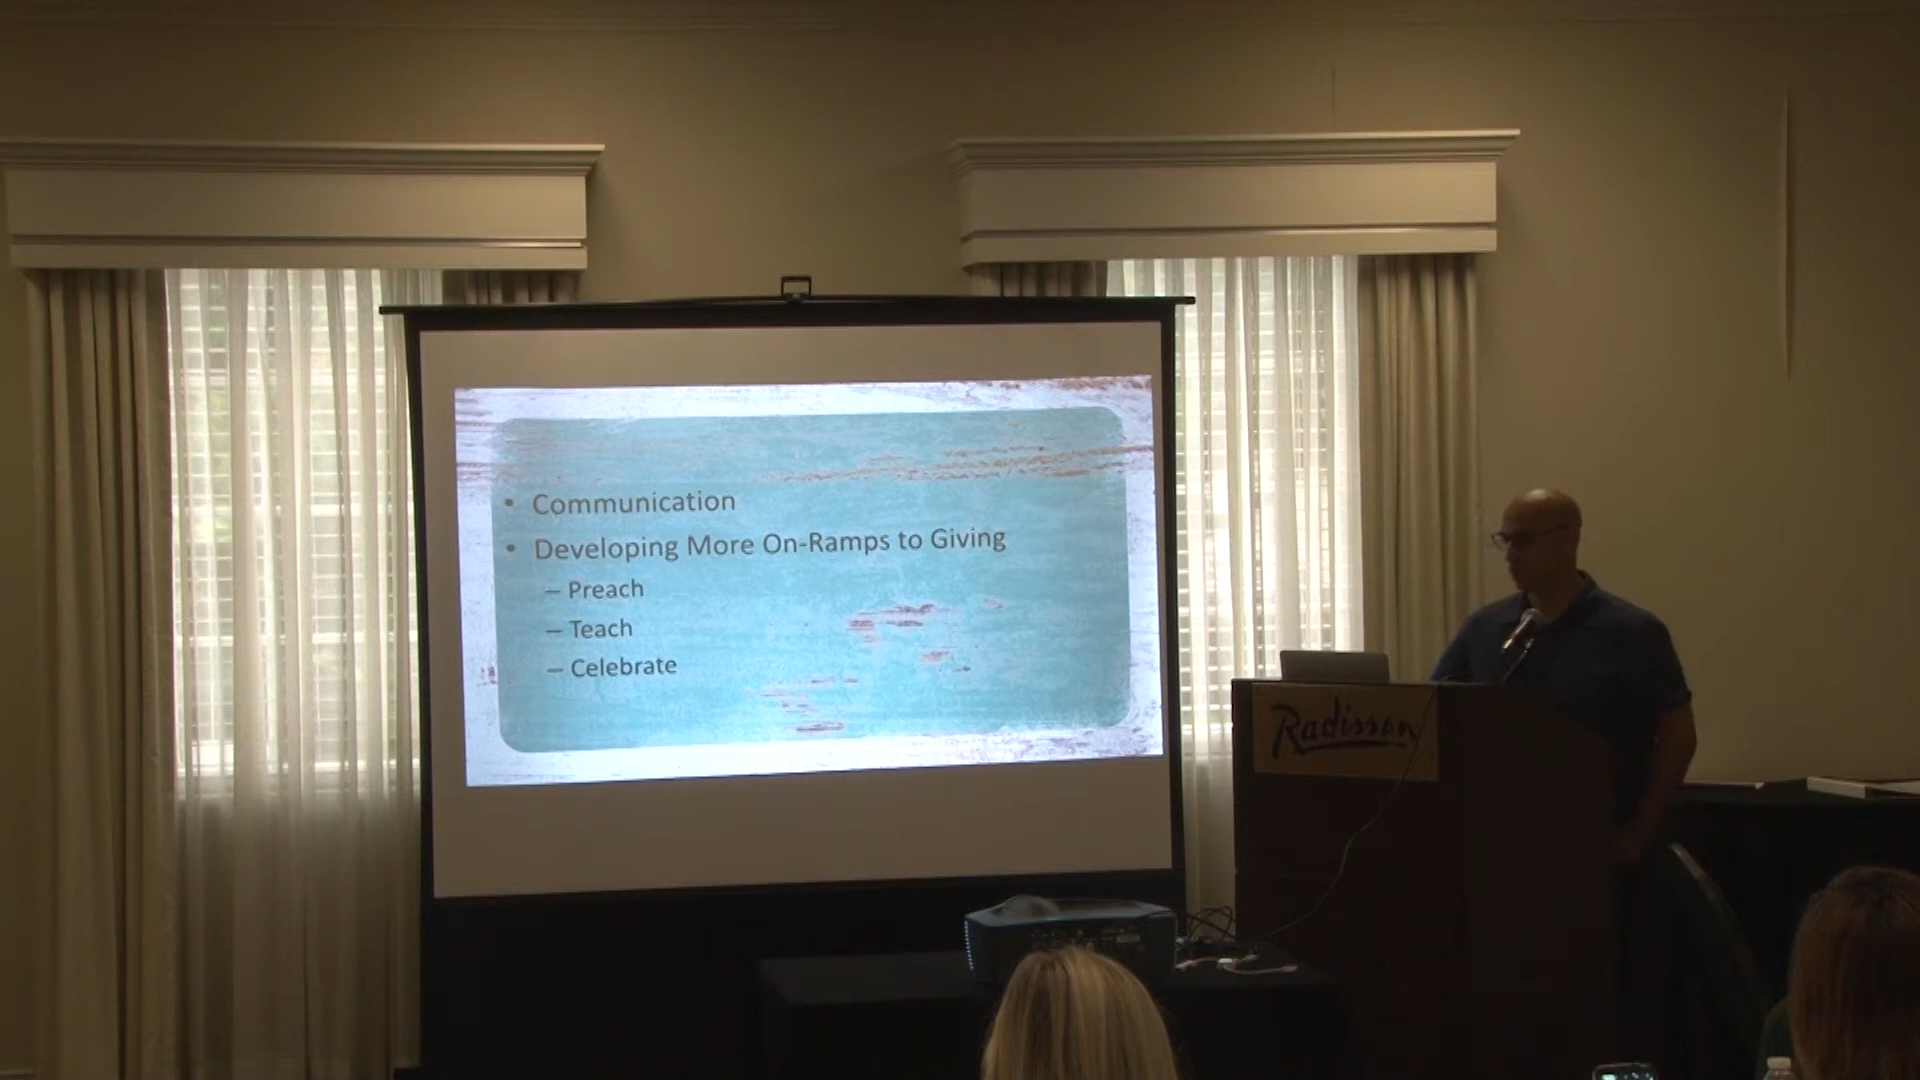 • Communication
• Developing More On-Ramps to Giving
– Preach
– Teach
– Celebrate
Radisson